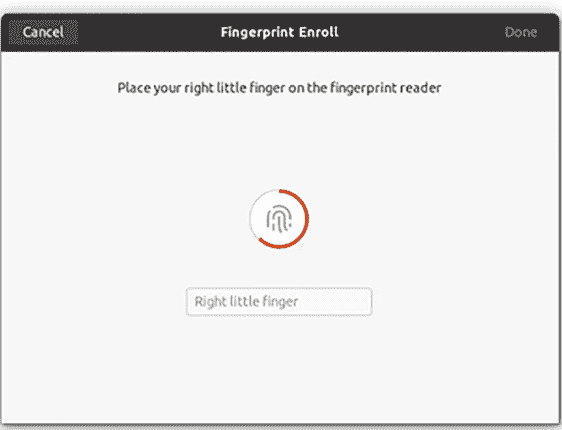 Cancel Fingerprint Enroll Done
Place your right little finger on the fingerprint reader
Right little finger